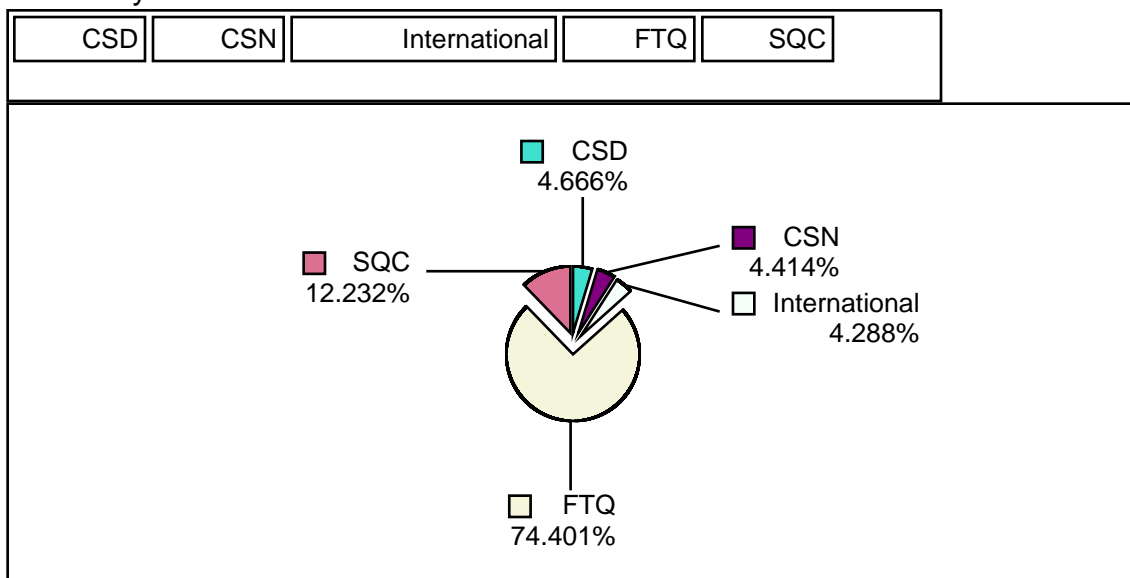 CSD CSN International FTQ SQC
CSD
4.666%
CSN
4.414%
SQC
12.232%
International
4.288%
FTQ
74.401%